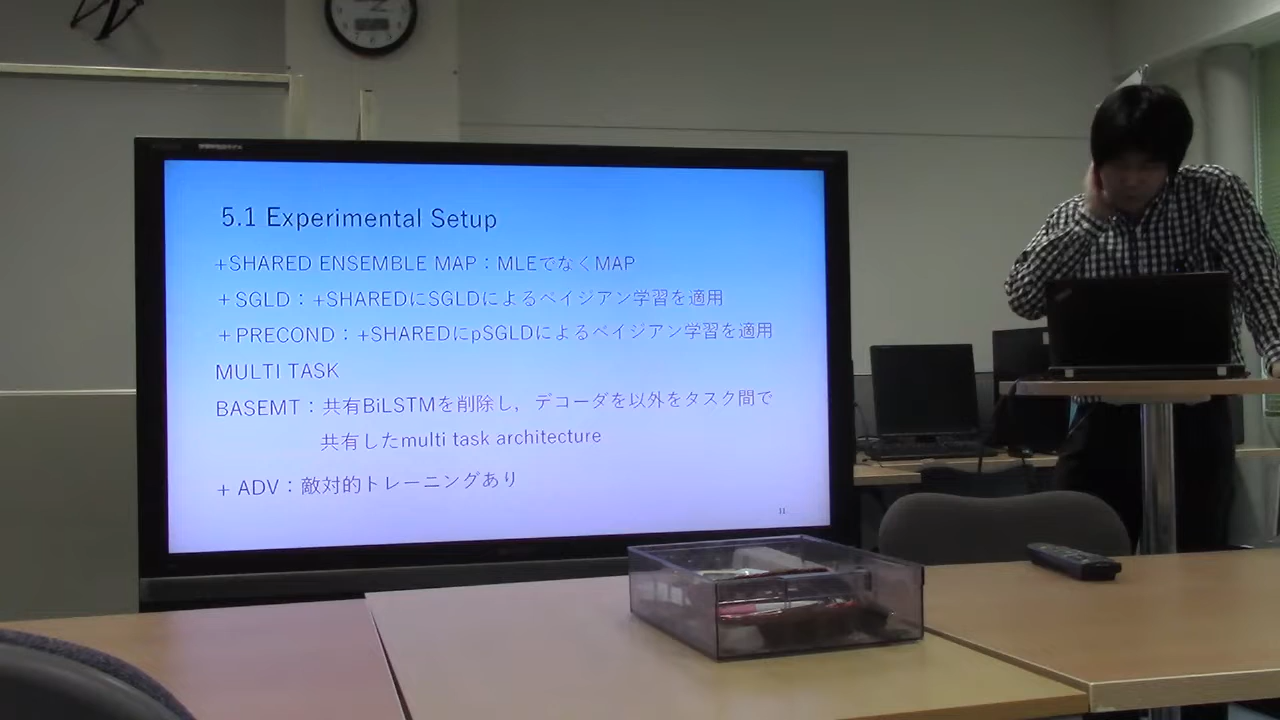 5.1 Experimental Setup
+SHARED ENSEMBLE MAP：MLEでなくMAP
+SGLD：+SHAREDにSGLDによるベイジアン学習を適用
+PRECOND：+SHAREDにpSGLDによるベイジアン学習を適用
MULTI TASK
BASEMT：共有BiLSTMを削除し，デコーダを以外をタスク間で
共有したmulti task architecture
+ ADV：敵対的トレーニングあり
11